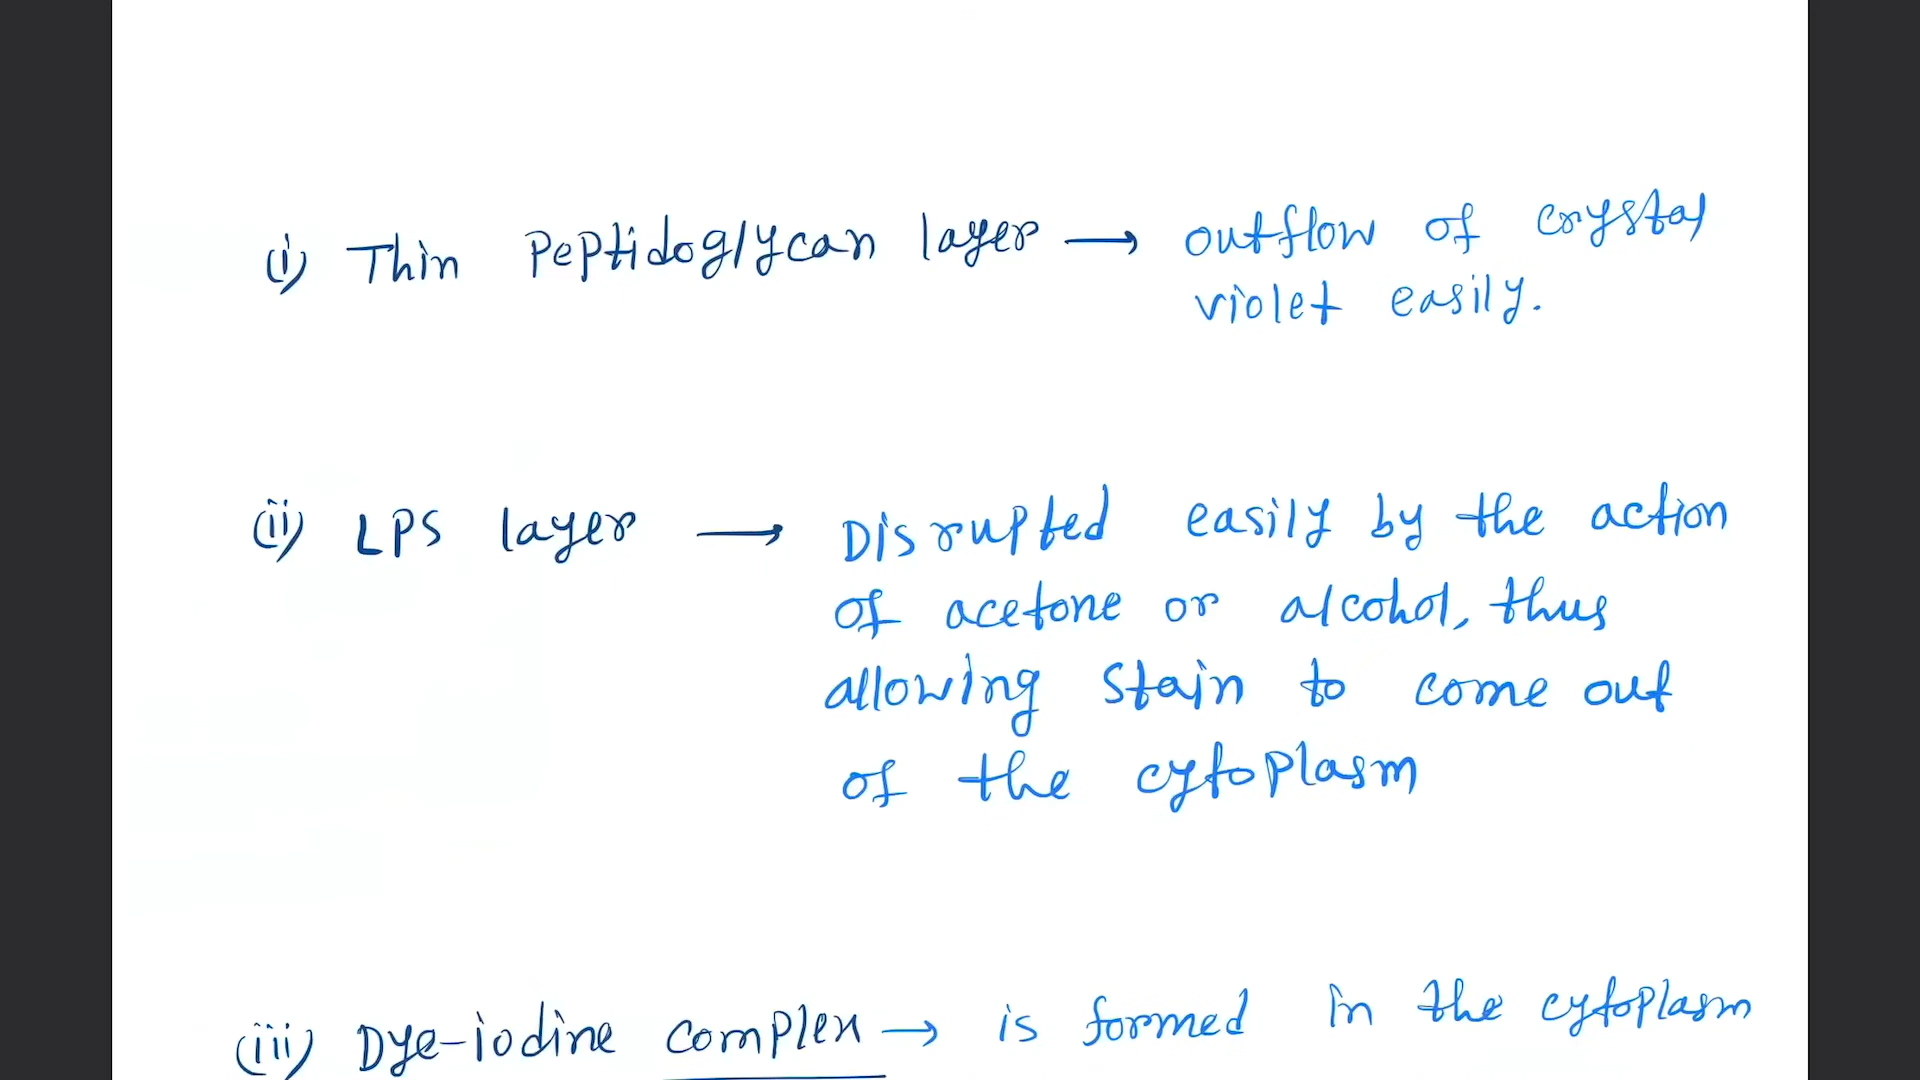 (i) Thin Peptidoglycan layer → outflow of crystal
violet easily.
(ii) LPS layer → Disrupted easily by the action
of acetone or alcohol, thus
allowing stain to come out
of the cytoplasm
(iii) Dye-iodine complex → is formed in the cytoplasm